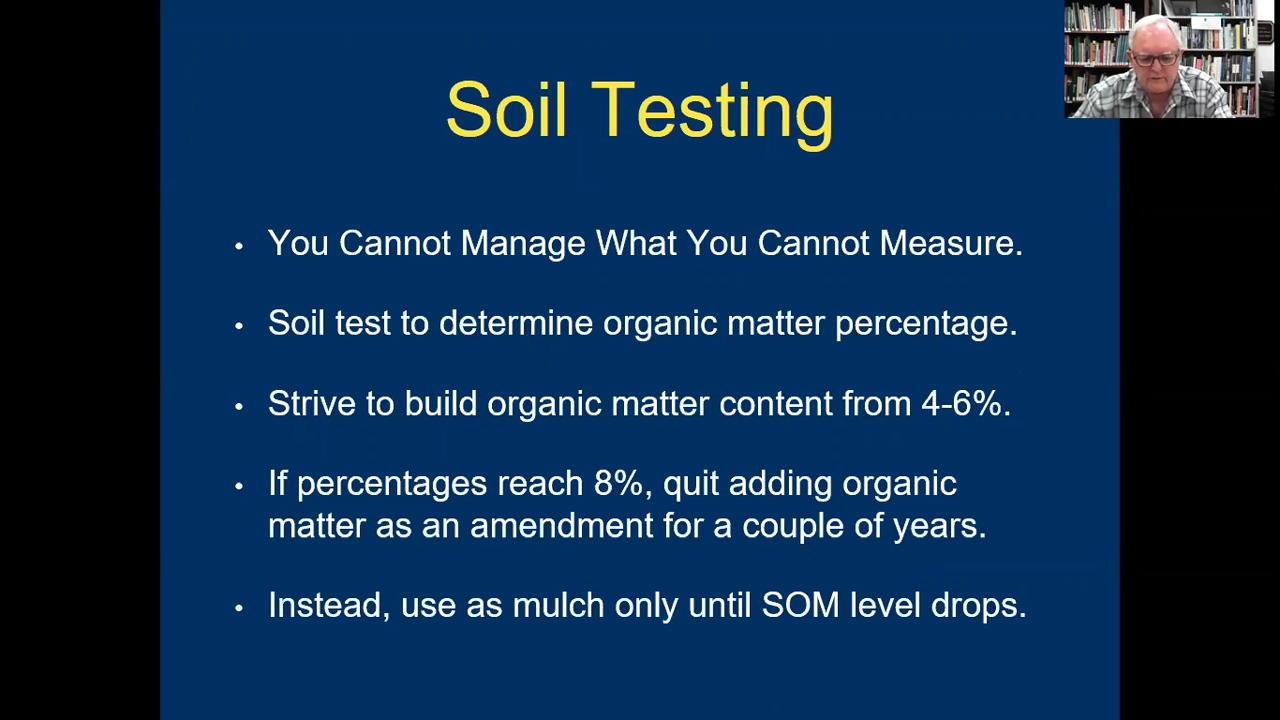 Soil Testing
• You Cannot Manage What You Cannot Measure.
• Soil test to determine organic matter percentage.
• Strive to build organic matter content from 4-6%.
• If percentages reach 8%, quit adding organic
matter as an amendment for a couple of years.
• Instead, use as mulch only until SOM level drops.